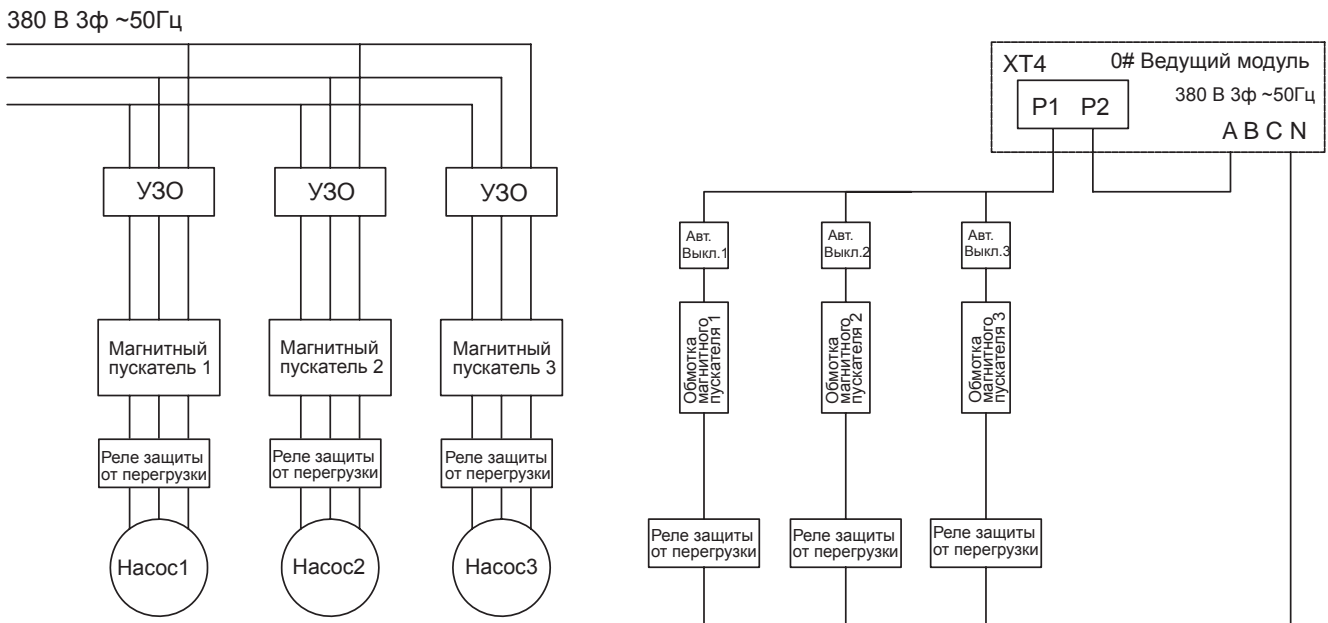 380 В 3ф ~50Гц
УЗО
УЗО
УЗО
Магнитный
пускатель 1
Магнитный
пускатель 2
Магнитный
пускатель 3
Реле защиты
от перегрузки
Реле защиты
от перегрузки
Реле защиты
от перегрузки
Насос1
Насос2
Насос3
XT4
0# Ведущий модуль
380 В 3ф ~50Гц
P1 P2
A B C N
Авт.
Выкл.1
Авт.
Выкл.2
Авт.
Выкл.3
Обмотка
магнитного
пускателя 1
Обмотка
магнитного
пускателя 2
Обмотка
магнитного
пускателя 3
Реле защиты
от перегрузки
Реле защиты
от перегрузки
Реле защиты
от перегрузки